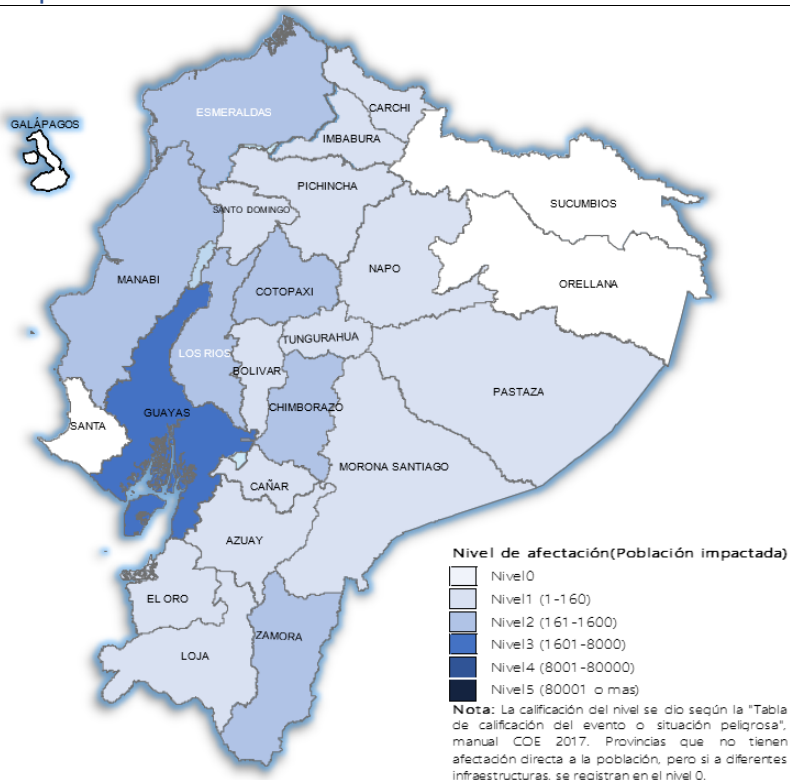 ESMERALDAS
CARCHI
GALÁPAGOS
IMBABURA
PICHINCHA
SANTO DOMINGO
SUCUMBIOS
NAPO
MANABI
COTOPAXI
ORELLANA
TUNGURAHUA
LOS RIOS
BOLIVAR
PASTAZA
CHIMBORAZO
GUAYAS
SANTA
MORONA SANTIAGO
CAÑAR
AZUAY
EL ORO
ZAMORA
LOJA
Nivel de afectación(Población impactada)
Nivel0
Nivel1 (1-160)
Nivel2 (161-1600)
Nivel3 (1601-8000)
Nivel4 (8001-80000)
Nivel5 (80001 o mas)
Nota: La calificación del nivel se dio según la "Tabla
de calificación del evento o situación peligrosa",
manual COE 2017. Provincias que no tienen
afectación directa a la población, pero si a diferentes
infraestructuras, se registran en el nivel 0.